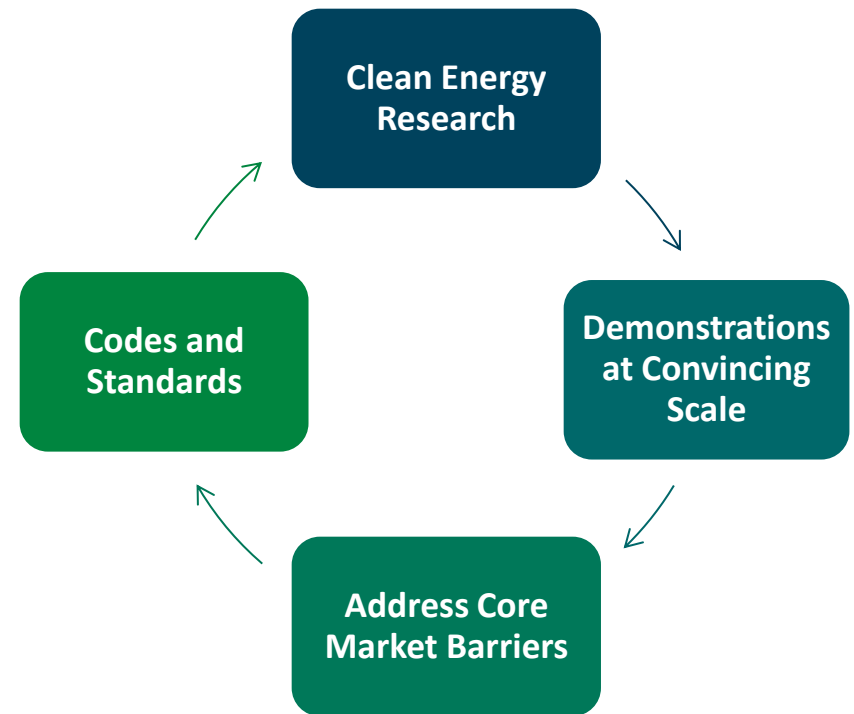 Clean Energy
Research
Demonstrations
at Convincing
Scale
Address Core
Market Barriers
Codes and
Standards